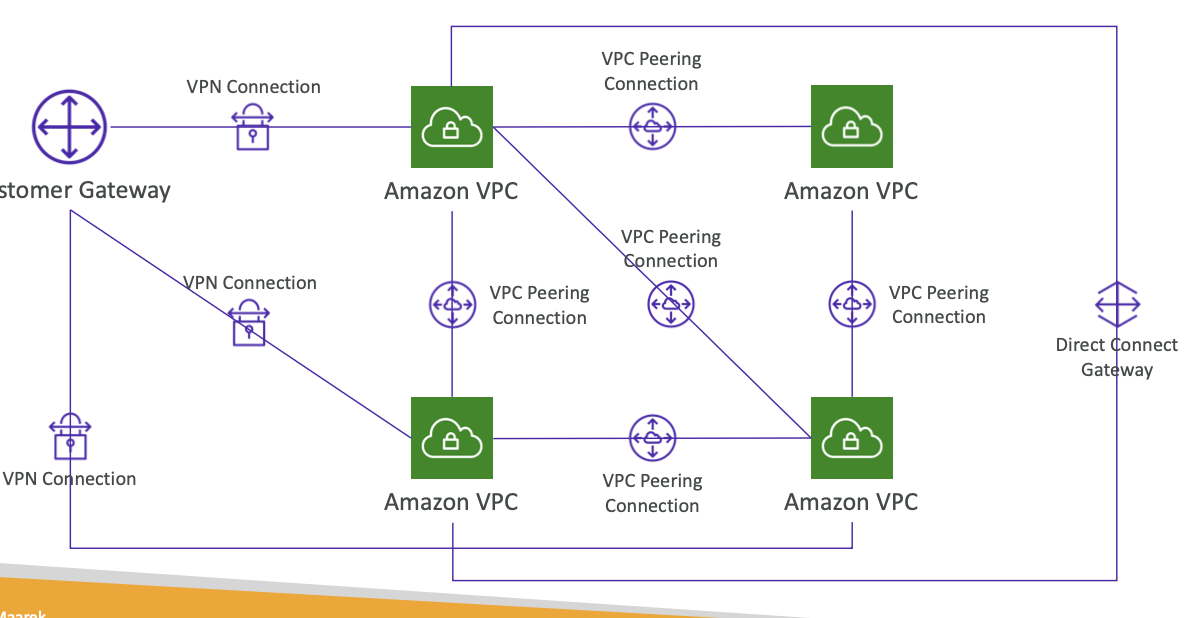 VPC Peering
Connection
VPN Connection
stomer Gateway
Amazon VPC
Amazon VPC
VPC Peering
Connection
VPN Connection
VPC Peering
Connection
VPC Peering
Connection
Direct Connect
Gateway
VPN Connection
VPC Peering
Connection
Amazon VPC
Amazon VPC
Maarek